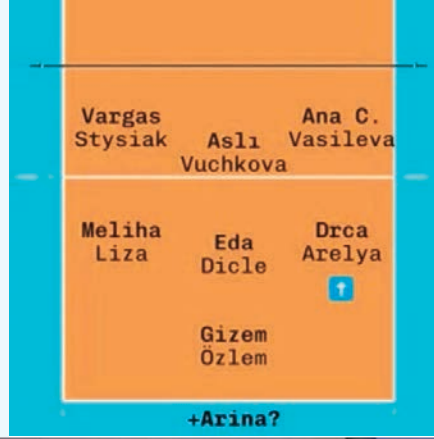 Vargas
Stysiak
Aslı
Vuchkova
Ana C.
Vasileva
Meliha
Liza
Eda
Dicle
Drca
Arelya
Gizem
Özlem
+Arina?